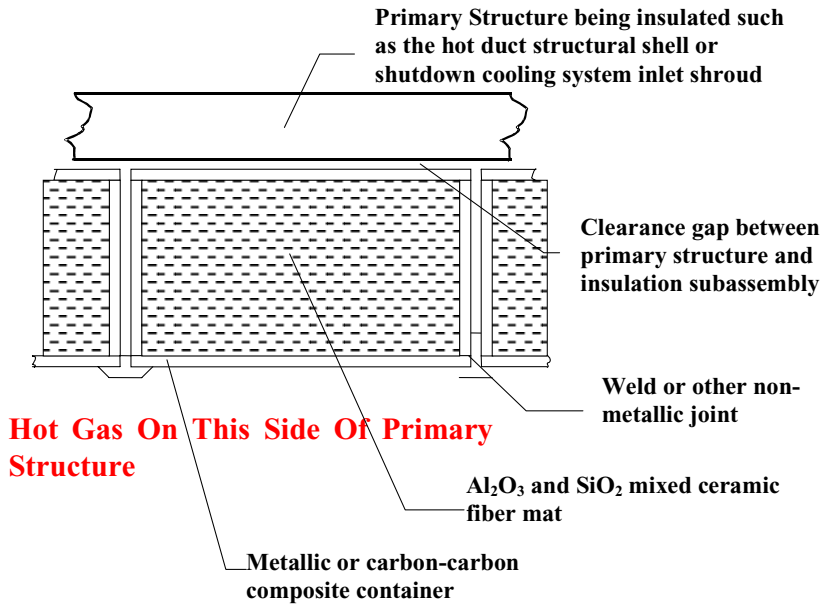 Primary Structure being insulated such
as the hot duct structural shell or
shutdown cooling system inlet shroud
Clearance gap between
primary structure and
insulation subassembly
Weld or other non-
metallic joint
Hot Gas On This Side Of Primary
Structure
Al₂O₃ and SiO₂ mixed ceramic
fiber mat
Metallic or carbon-carbon
composite container